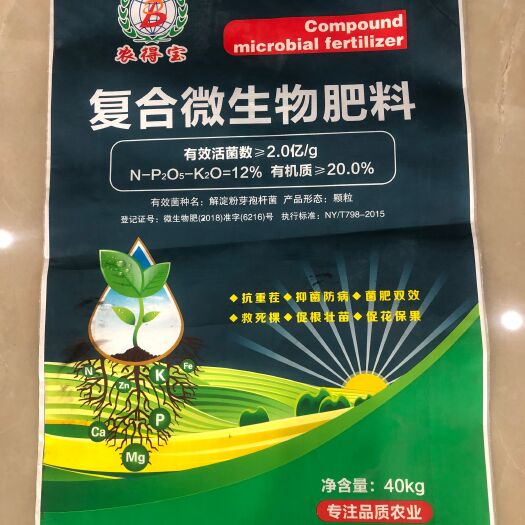 农得宝
Compound
microbial fertilizer
复合微生物肥料
有效活菌数≥2.0亿/g
N-P₂O₅-K₂O=12% 有机质≥20.0%
有效菌种名：解淀粉芽孢杆菌 产品形态：颗粒
登记证号：微生物肥(2018)准字(6216)号 执行标准：NY/T798-2015
◆抗重茬◆抑菌防病◆菌肥双效
◆救死棵◆促根壮苗◆促花保果
N
Zn
K
Fe
P
Ca
Mg
净含量：40kg
专注品质农业